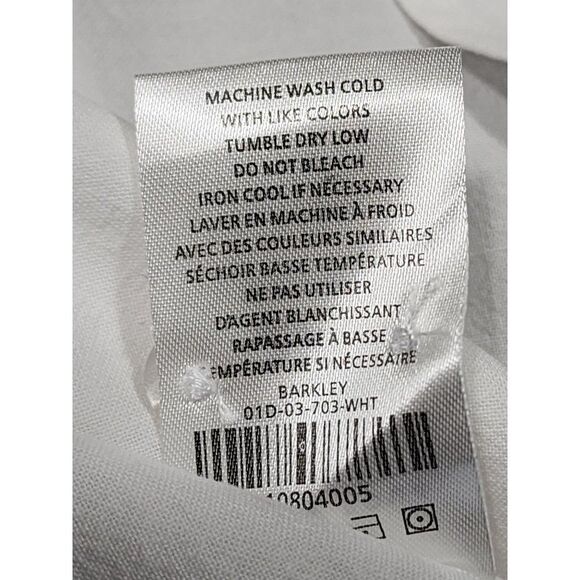 MACHINE WASH COLD
WITH LIKE COLORS
TUMBLE DRY LOW
DO NOT BLEACH
IRON COOL IF NECESSARY
LAVER EN MACHINE À FROID
AVEC DES COULEURS SIMILAIRES
SÉCHOIR BASSE TEMPÉRATURE
NE PAS UTILISER
D'AGENT BLANCHISSANT
RAPASSAGE À BASSE
TEMPÉRATURE SI NÉCESSAIRE
BARKLEY
01D-03-703-WHT
10804005